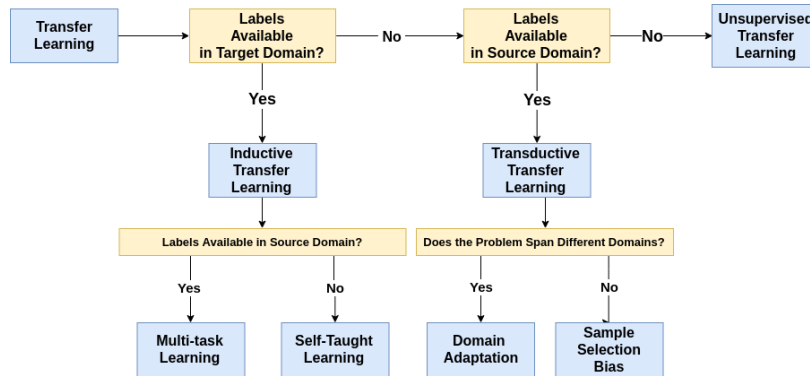 Transfer
Learning
Labels
Available
in Target Domain?
No
Labels
Available
in Source Domain?
No
Unsupervised
Transfer
Learning
Yes
Yes
Inductive
Transfer
Learning
Transductive
Transfer
Learning
Labels Available in Source Domain?
Does the Problem Span Different Domains?
Yes
No
Yes
No
Multi-task
Learning
Self-Taught
Learning
Domain
Adaptation
Sample
Selection
Bias